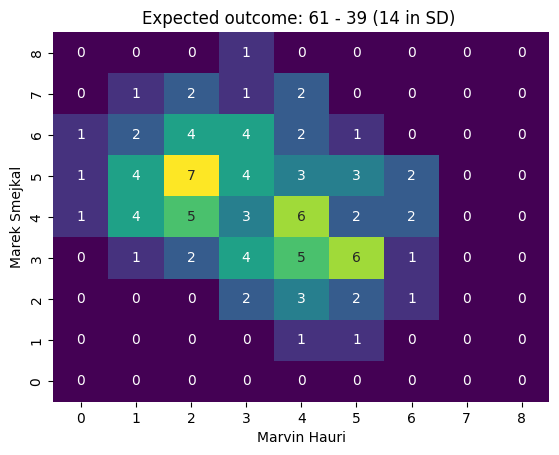 Expected outcome: 61 - 39 (14 in SD)
Marek Smejkal
8 0 0 0 1 0 0 0 0 0
7 0 1 2 1 2 0 0 0 0
6 1 2 4 4 2 1 0 0 0
5 1 4 7 4 3 3 2 0 0
4 1 4 5 3 6 2 2 0 0
3 0 1 2 4 5 6 1 0 0
2 0 0 0 2 3 2 1 0 0
1 0 0 0 0 1 1 0 0 0
0 0 0 0 0 0 0 0 0 0
0 1 2 3 4 5 6 7 8
Marvin Hauri